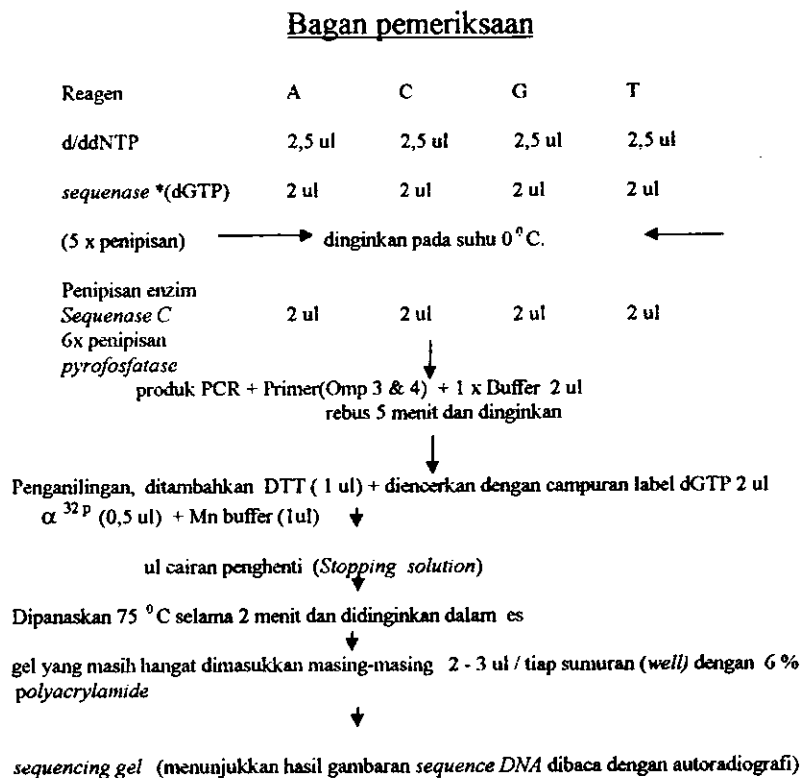 Bagan pemeriksaan
Reagen A C G T
d/ddNTP 2,5 ul 2,5 ul 2,5 ul 2,5 ul
sequenase *(dGTP) 2 ul 2 ul 2 ul 2 ul
(5 x penipisan) dinginkan pada suhu 0 ⁰C.
Penipisan enzim
Sequenase C 2 ul 2 ul 2 ul 2 ul
6x penipisan
pyrofosfatase
produk PCR + Primer(Omp 3 & 4) + 1 x Buffer 2 ul
rebus 5 menit dan dinginkan
Penganilingan, ditambahkan DTT ( 1 ul) + diencerkan dengan campuran label dGTP 2 ul
α ³² ᵖ (0,5 ul) + Mn buffer (1ul)
ul cairan penghenti (Stopping solution)
Dipanaskan 75 ⁰C selama 2 menit dan didinginkan dalam es
gel yang masih hangat dimasukkan masing-masing 2 - 3 ul / tiap sumuran (well) dengan 6 %
polyacrylamide
sequencing gel (menunjukkan hasil gambaran sequence DNA dibaca dengan autoradiografi)